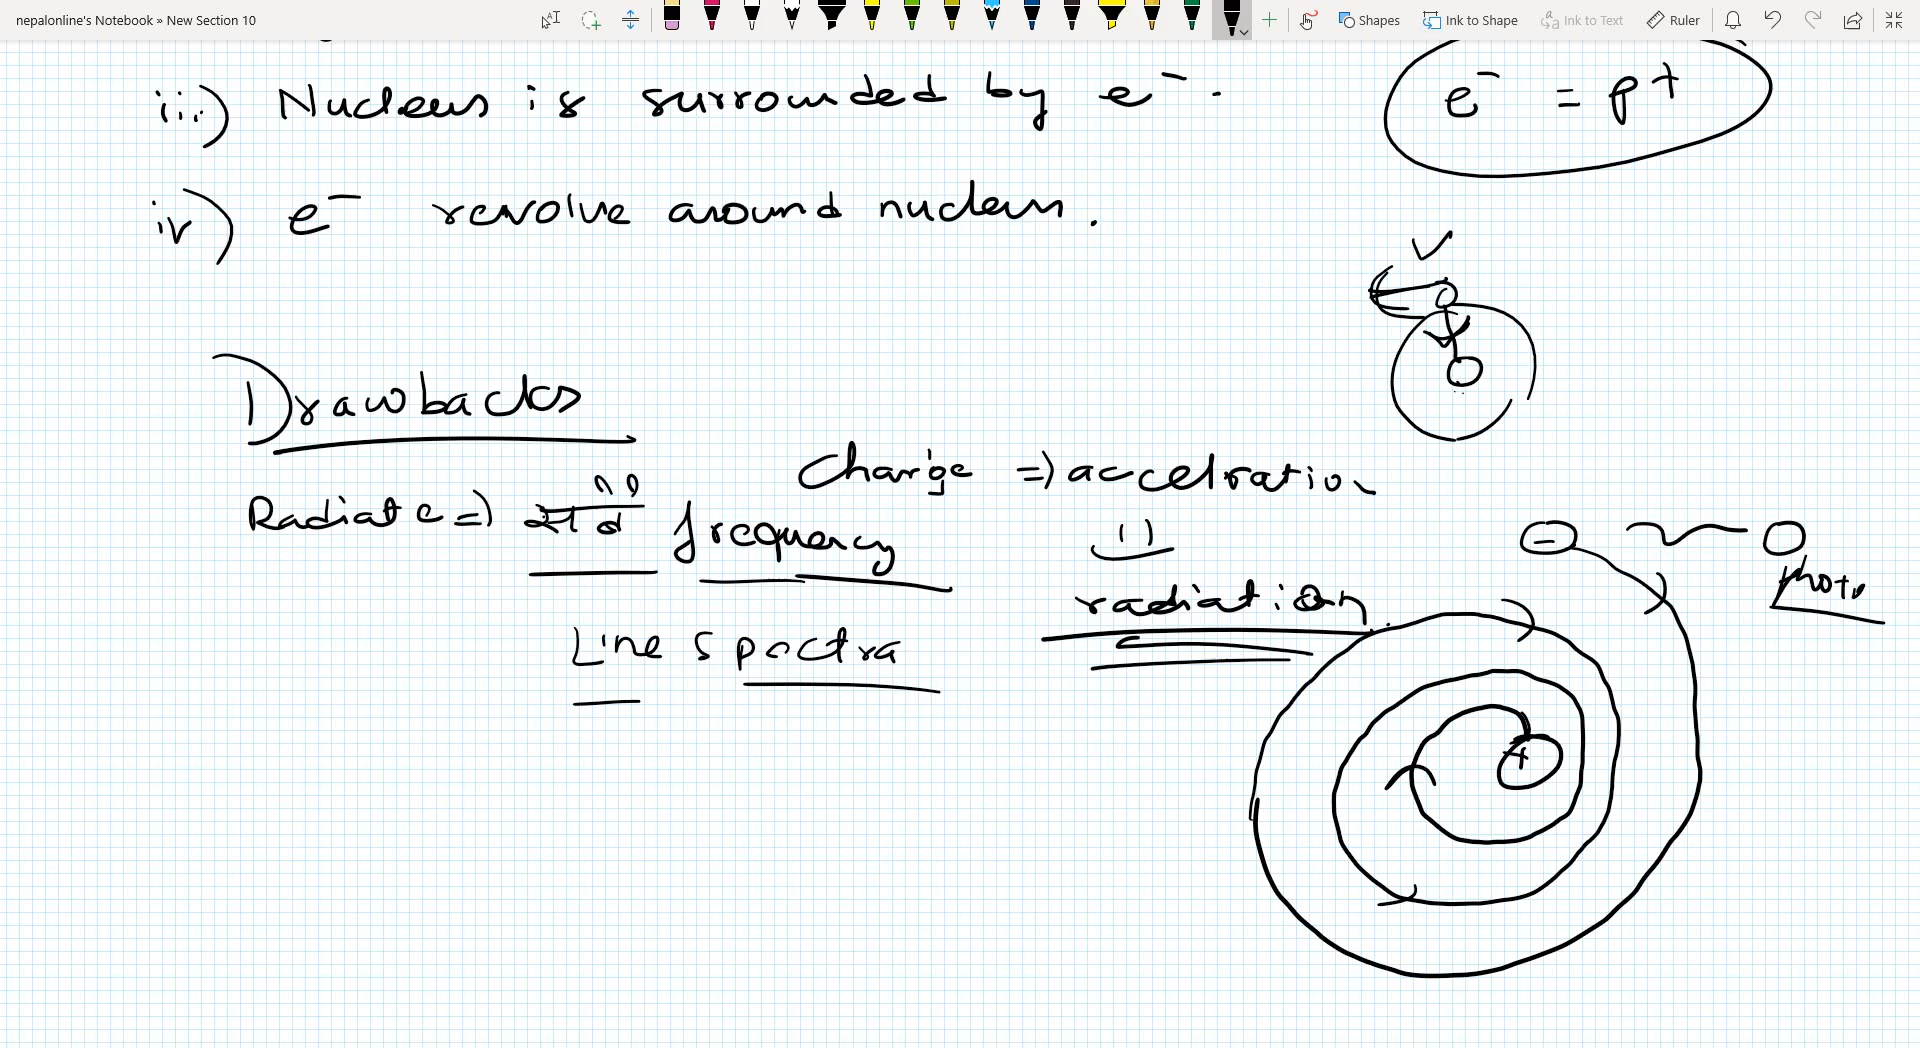 nepalonline's Notebook » New Section 10
Shapes Ink to Shape Ink to Text Ruler
iii) Nucleus is surrounded by e⁻.
e⁻ = p+
iv) e⁻ revolve around nucleus.
V
Drawbacks
Charge => accelration
Radiate => frequency
radiation
Line spectra
-
+